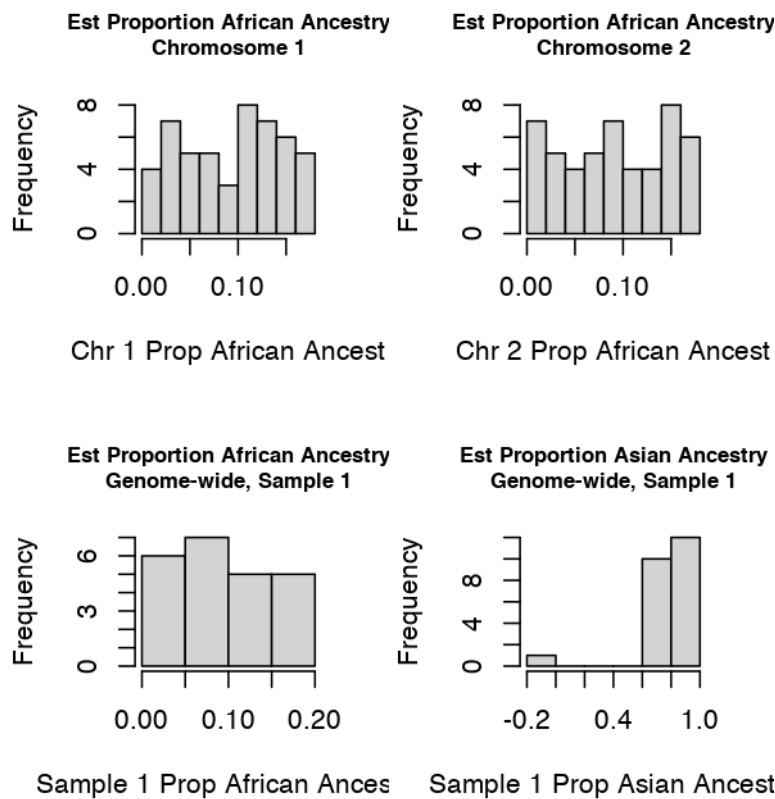 Est Proportion African Ancestry
Chromosome 1
Frequency
0 4 8
0.00 0.10
Chr 1 Prop African Ancest
Est Proportion African Ancestry
Chromosome 2
Frequency
0 4 8
0.00 0.10
Chr 2 Prop African Ancest
Est Proportion African Ancestry
Genome-wide, Sample 1
Frequency
0 3 6
0.00 0.10 0.20
Sample 1 Prop African Ances
Est Proportion Asian Ancestry
Genome-wide, Sample 1
Frequency
0 4 8
-0.2 0.4 1.0
Sample 1 Prop Asian Ancest